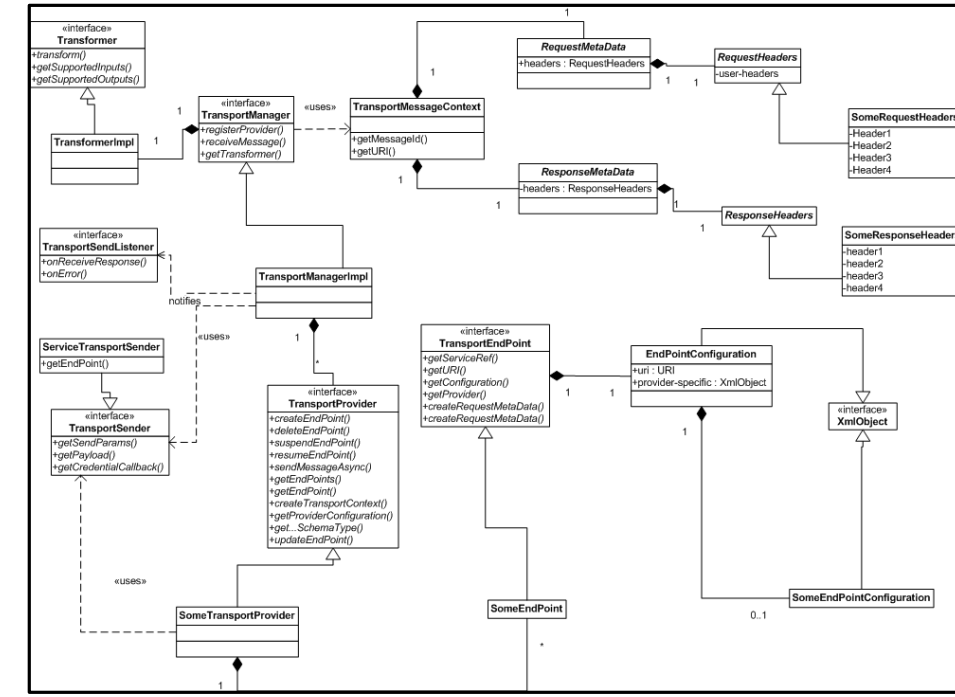 «interface»
Transformer
+transform()
+getSupportedInputs()
+getSupportedOutputs()
TransformerImpl
1
1
«interface»
TransportManager
+registerProvider()
+receiveMessage()
+getTransformer()
«uses»
TransportMessageContext
+getMessageId()
+getURI()
1
1
RequestMetaData
+headers : RequestHeaders
1
1
RequestHeaders
-user-headers
SomeRequestHeaders
-Header1
-Header2
-Header3
-Header4
1
1
ResponseMetaData
-headers : ResponseHeaders
1
1
ResponseHeaders
SomeResponseHeader
-header1
-header2
-header3
-header4
«interface»
TransportSendListener
+onReceiveResponse()
+onError()
notifies
TransportManagerImpl
«uses»
1
*
ServiceTransportSender
+getEndPoint()
«interface»
TransportSender
+getSendParams()
+getPayload()
+getCredentialCallback()
«interface»
TransportProvider
+createEndPoint()
+deleteEndPoint()
+suspendEndPoint()
+resumeEndPoint()
+sendMessageAsync()
+getEndPoints()
+getEndPoint()
+createTransportContext()
+getProviderConfiguration()
+get...SchemaType()
+updateEndPoint()
«interface»
TransportEndPoint
+getServiceRef()
+getURI()
+getConfiguration()
+getProvider()
+createRequestMetaData()
+createRequestMetaData()
1
1
EndPointConfiguration
+uri : URI
+provider-specific : XmlObject
1
«interface»
XmlObject
«uses»
SomeTransportProvider
1
SomeEndPoint
*
SomeEndPointConfiguration
0..1